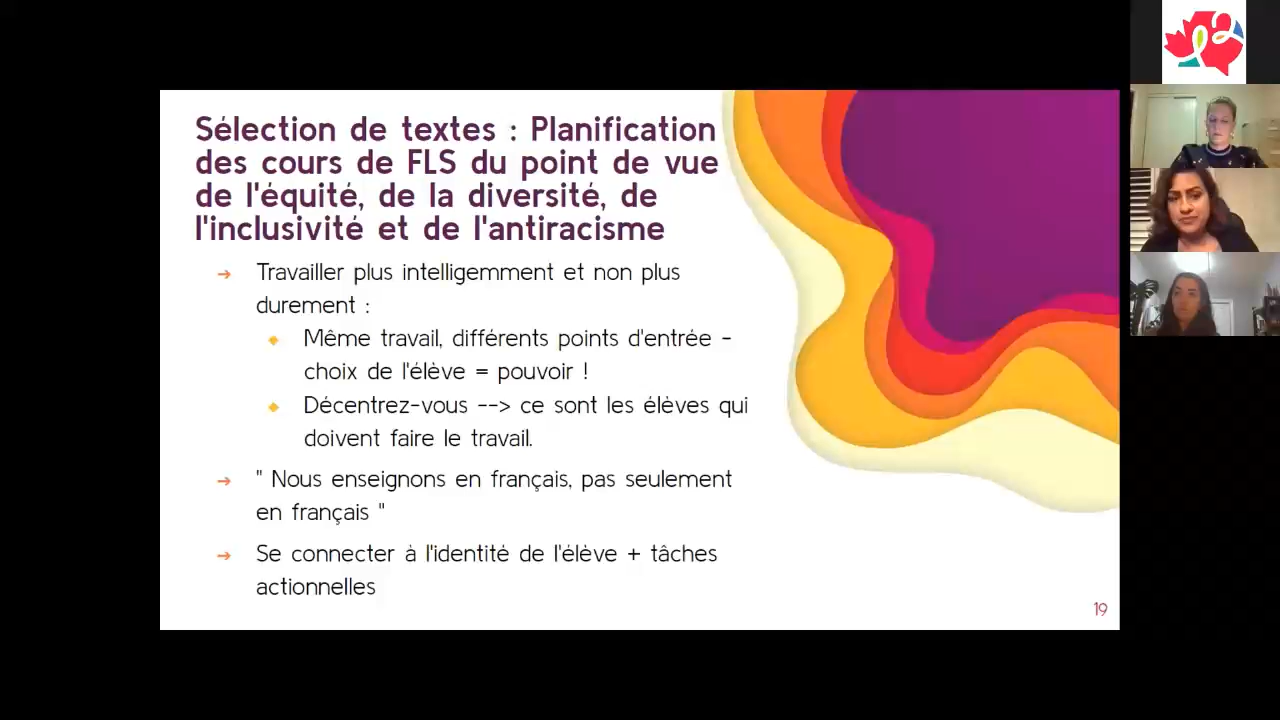 Sélection de textes : Planification
des cours de FLS du point de vue
de l'équité, de la diversité, de
l'inclusivité et de l'antiracisme
➔ Travailler plus intelligemment et non plus
durement :
◆ Même travail, différents points d'entrée -
choix de l'élève = pouvoir !
◆ Décentrez-vous --> ce sont les élèves qui
doivent faire le travail.
➔ " Nous enseignons en français, pas seulement
en français "
➔ Se connecter à l'identité de l'élève + tâches
actionnelles
19